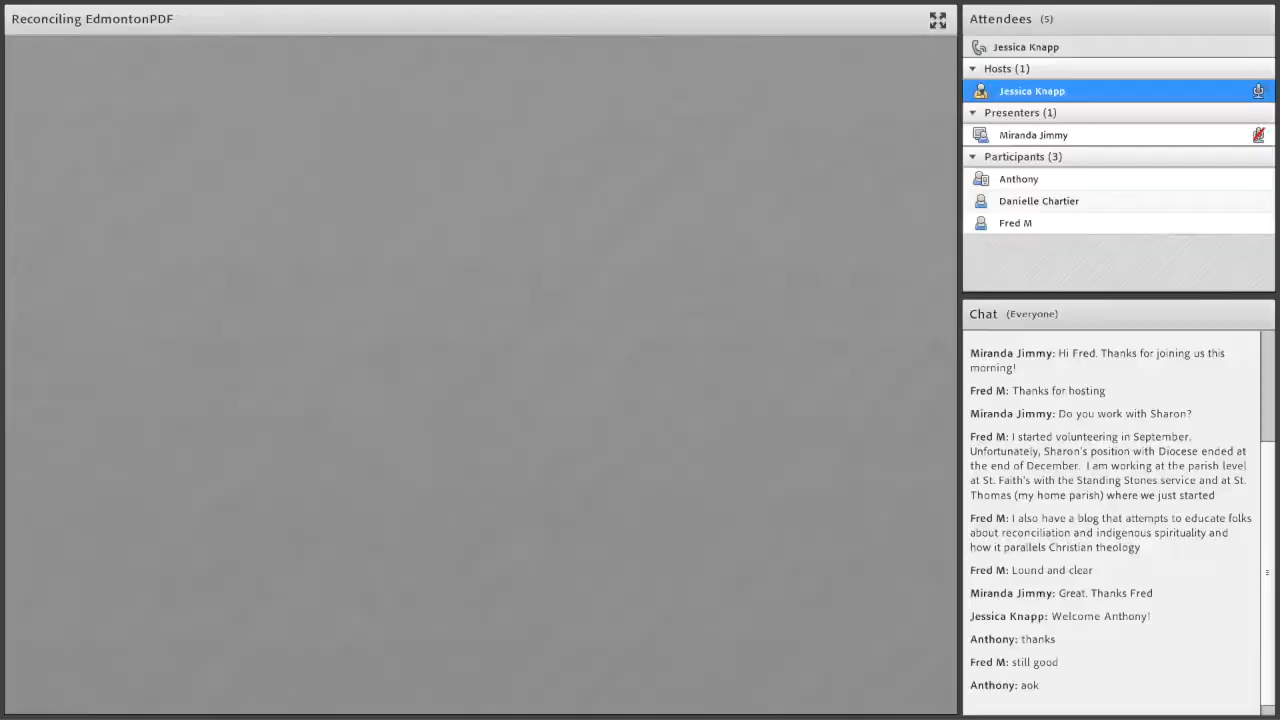 Reconciling EdmontonPDF
Attendees (5)
Jessica Knapp
Hosts (1)
Jessica Knapp
Presenters (1)
Miranda Jimmy
Participants (3)
Anthony
Danielle Chartier
Fred M
Chat (Everyone)
Miranda Jimmy: Hi Fred. Thanks for joining us this
morning!
Fred M: Thanks for hosting
Miranda Jimmy: Do you work with Sharon?
Fred M: I started volunteering in September.
Unfortunately, Sharon's position with Diocese ended at
the end of December. I am working at the parish level
at St. Faith's with the Standing Stones service and at St.
Thomas (my home parish) where we just started
Fred M: I also have a blog that attempts to educate folks
about reconciliation and indigenous spirituality and
how it parallels Christian theology
Fred M: Lound and clear
Miranda Jimmy: Great. Thanks Fred
Jessica Knapp: Welcome Anthony!
Anthony: thanks
Fred M: still good
Anthony: aok